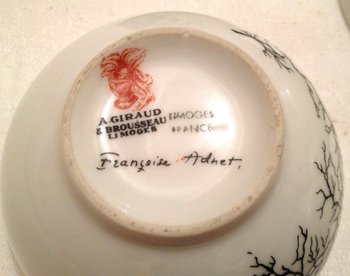 A. GIRAUD
& BROUSSEAU
LIMOGES
LIMOGES
FRANCE
Françoise Adnet.